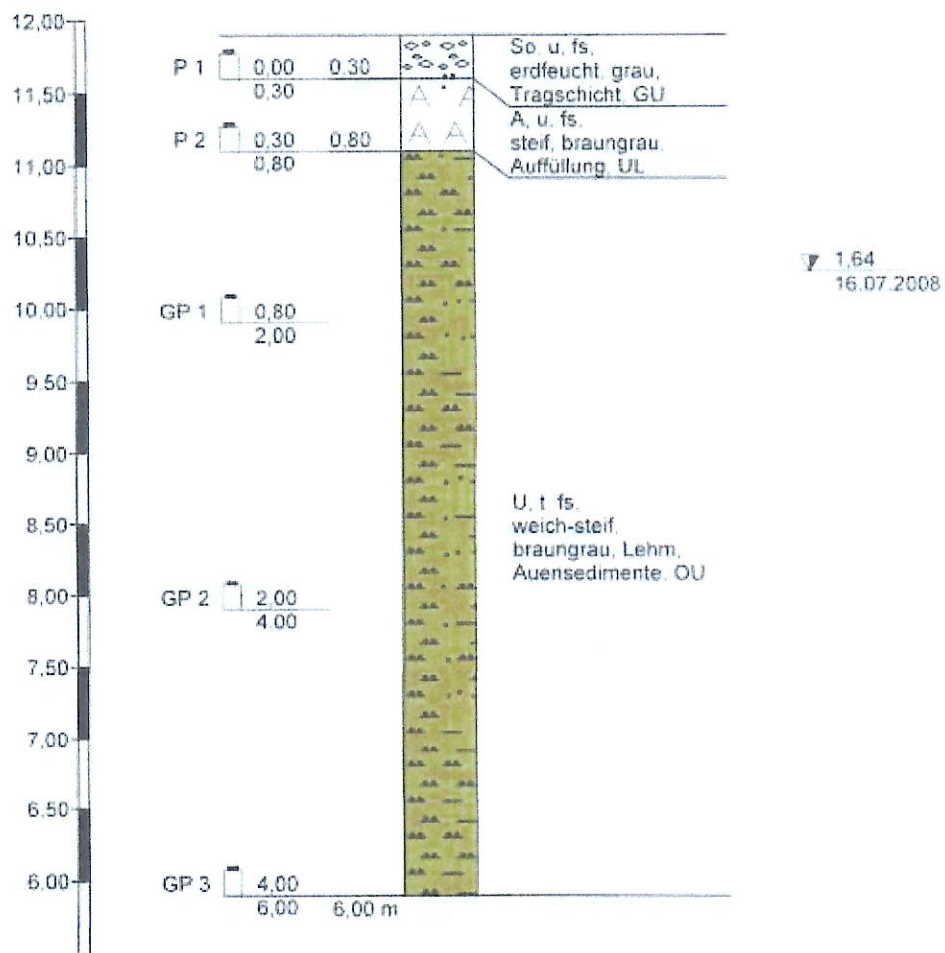 12,00
P 1 0,00 0,30
0,30
So, u, fs,
erdfeucht, grau,
Tragschicht, GU
11,50
P 2 0,30 0,80
0,80
A, u, fs,
steif, braungrau,
Auffüllung, UL
11,00
10,50
1,64
16.07.2008
10,00
GP 1 0,80
2,00
9,50
9,00
8,50
U, t, fs,
weich-steif,
braungrau, Lehm,
Auensedimente, OU
8,00
GP 2 2,00
4,00
7,50
7,00
6,50
6,00
GP 3 4,00
6,00 6,00 m